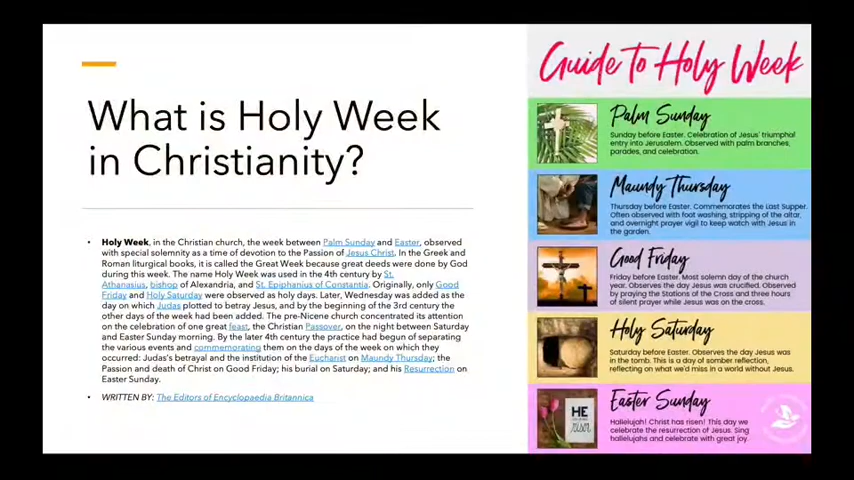 What is Holy Week
in Christianity?
• Holy Week, in the Christian church, the week between Palm Sunday and Easter, observed
with special solemnity as a time of devotion to the Passion of Jesus Christ. In the Greek and
Roman liturgical books, it is called the Great Week because great deeds were done by God
during this week. The name Holy Week was used in the 4th century by St.
Athanasius, bishop of Alexandria, and St. Epiphanius of Constantia. Originally, only Good
Friday and Holy Saturday were observed as holy days. Later, Wednesday was added as the
day on which Judas plotted to betray Jesus, and by the beginning of the 3rd century the
other days of the week had been added. The pre-Nicene church concentrated its attention
on the celebration of one great feast, the Christian Passover, on the night between Saturday
and Easter Sunday morning. By the later 4th century the practice had begun of separating
the various events and commemorating them on the days of the week on which they
occurred: Judas's betrayal and the institution of the Eucharist on Maundy Thursday; the
Passion and death of Christ on Good Friday; his burial on Saturday; and his Resurrection on
Easter Sunday.
• WRITTEN BY: The Editors of Encyclopaedia Britannica
Guide to Holy Week
Palm Sunday
Sunday before Easter. Celebration of Jesus' triumphal
entry into Jerusalem. Observed with palm branches,
parades, and celebration.
Maundy Thursday
Thursday before Easter. Commemorates the Last Supper.
Often observed with foot washing, stripping of the altar,
and overnight prayer vigil to keep watch with Jesus in
the garden.
Good Friday
Friday before Easter. Most solemn day of the church
year. Observes the day Jesus was crucified. Observed
by praying the Stations of the Cross and three hours
of silent prayer while Jesus was on the cross.
Holy Saturday
Saturday before Easter. Observes the day Jesus was
in the tomb. This is a day of somber reflection,
reflecting on what we'd miss in a world without Jesus.
Easter Sunday
HE
risen
Hallelujah! Christ has risen! This day we
celebrate the resurrection of Jesus. Sing
hallelujahs and celebrate with great joy.